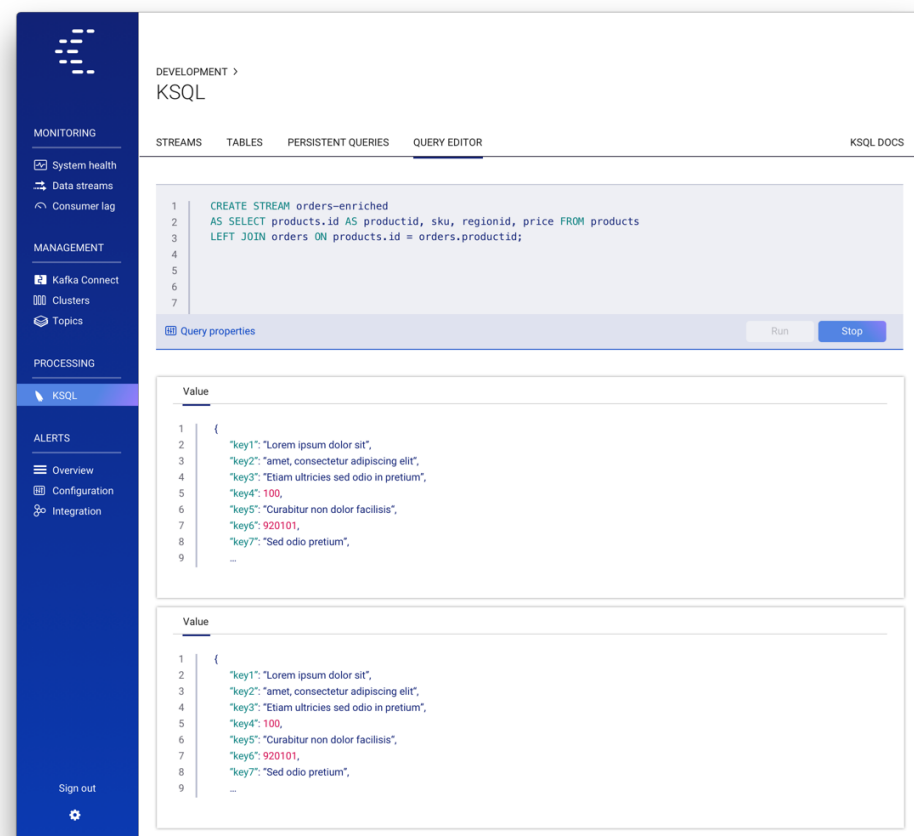 MONITORING
System health
Data streams
Consumer lag
MANAGEMENT
Kafka Connect
Clusters
Topics
PROCESSING
KSQL
ALERTS
Overview
Configuration
Integration
Sign out
DEVELOPMENT >
KSQL
STREAMS TABLES PERSISTENT QUERIES QUERY EDITOR KSQL DOCS
1 CREATE STREAM orders-enriched
2 AS SELECT products.id AS productid, sku, regionid, price FROM products
3 LEFT JOIN orders ON products.id = orders.productid;
4
5
6
7
Query properties Run Stop
Value
1 {
2 “key1”: “Lorem ipsum dolor sit”,
3 “key2”: “amet, consectetur adipiscing elit”,
4 “key3”: “Etiam ultricies sed odio in pretium”,
5 “key4”: 100,
6 “key5”: “Curabitur non dolor facilisis”,
7 “key6”: 920101,
8 “key7”: “Sed odio pretium”,
9 …
Value
1 {
2 “key1”: “Lorem ipsum dolor sit”,
3 “key2”: “amet, consectetur adipiscing elit”,
4 “key3”: “Etiam ultricies sed odio in pretium”,
5 “key4”: 100,
6 “key5”: “Curabitur non dolor facilisis”,
7 “key6”: 920101,
8 “key7”: “Sed odio pretium”,
9 …